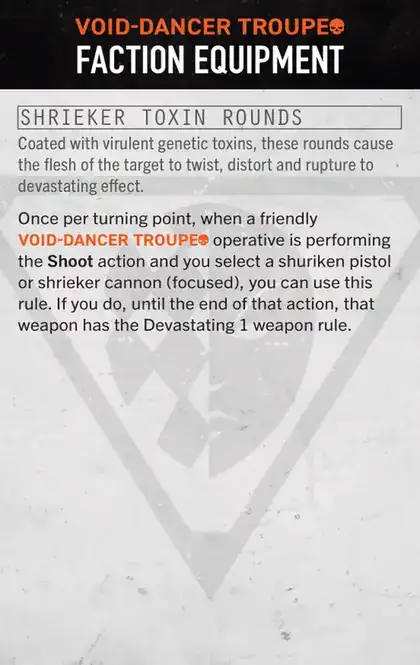 VOID-DANCER TROUPE
FACTION EQUIPMENT
SHRIEKER TOXIN ROUNDS
Coated with virulent genetic toxins, these rounds cause
the flesh of the target to twist, distort and rupture to
devastating effect.
Once per turning point, when a friendly
VOID-DANCER TROUPE operative is performing
the Shoot action and you select a shuriken pistol
or shrieker cannon (focused), you can use this
rule. If you do, until the end of that action, that
weapon has the Devastating 1 weapon rule.